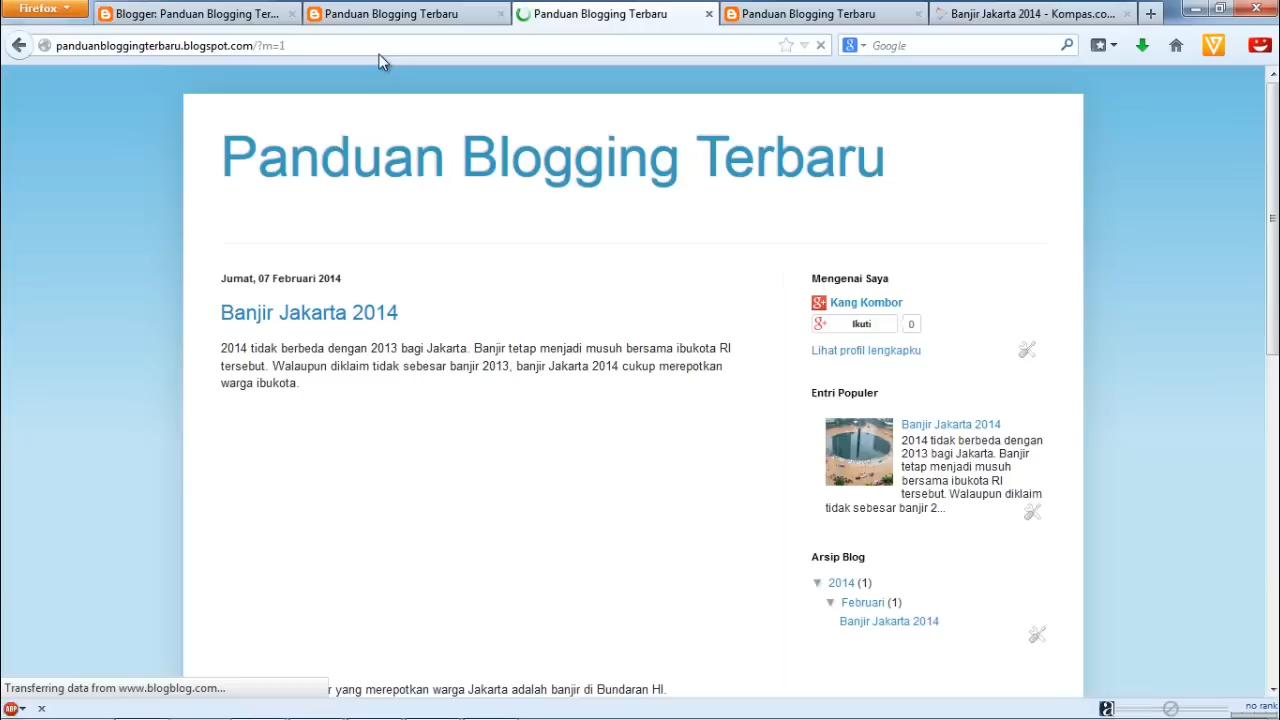 Firefox
Blogger: Panduan Blogging Ter...
Panduan Blogging Terbaru
Panduan Blogging Terbaru
Panduan Blogging Terbaru
Banjir Jakarta 2014 - Kompas.co...
panduanbloggingterbaru.blogspot.com/?m=1
Google
Panduan Blogging Terbaru
Jumat, 07 Februari 2014
Banjir Jakarta 2014
2014 tidak berbeda dengan 2013 bagi Jakarta. Banjir tetap menjadi musuh bersama ibukota RI
tersebut. Walaupun diklaim tidak sebesar banjir 2013, banjir Jakarta 2014 cukup merepotkan
warga ibukota.
r yang merepotkan warga Jakarta adalah banjir di Bundaran HI.
Mengenai Saya
Kang Kombor
Ikuti
0
Lihat profil lengkapku
Entri Populer
Banjir Jakarta 2014
2014 tidak berbeda dengan
2013 bagi Jakarta. Banjir
tetap menjadi musuh
bersama ibukota RI
tersebut. Walaupun diklaim
tidak sebesar banjir 2...
Arsip Blog
▼ 2014 (1)
▼ Februari (1)
Banjir Jakarta 2014
Transferring data from www.blogblog.com...
ABP
no rank